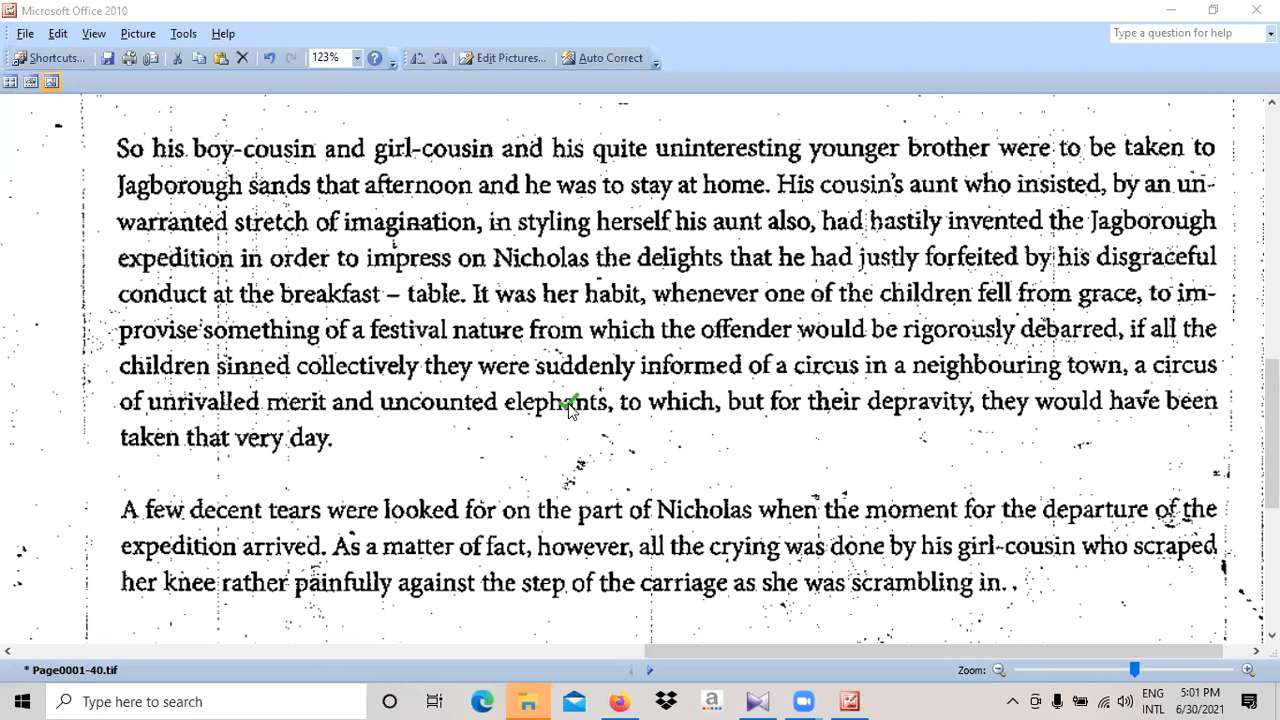 Microsoft Office 2010
File Edit View Picture Tools Help
Type a question for help
Shortcuts... 123% Edit Pictures... Auto Correct
So his boy-cousin and girl-cousin and his quite uninteresting younger brother were to be taken to
Jagborough sands that afternoon and he was to stay at home. His cousin's aunt who insisted, by an un-
warranted stretch of imagination, in styling herself his aunt also, had hastily invented the Jagborough
expedition in order to impress on Nicholas the delights that he had justly forfeited by his disgraceful
conduct at the breakfast – table. It was her habit, whenever one of the children fell from grace, to im-
provise something of a festival nature from which the offender would be rigorously debarred, if all the
children sinned collectively they were suddenly informed of a circus in a neighbouring town, a circus
of unrivalled merit and uncounted elephants, to which, but for their depravity, they would have been
taken that very day.
A few decent tears were looked for on the part of Nicholas when the moment for the departure of the
expedition arrived. As a matter of fact, however, all the crying was done by his girl-cousin who scraped
her knee rather painfully against the step of the carriage as she was scrambling in. .
* Page0001-40.tif Zoom:
Type here to search a ENG 5:01 PM
INTL 6/30/2021